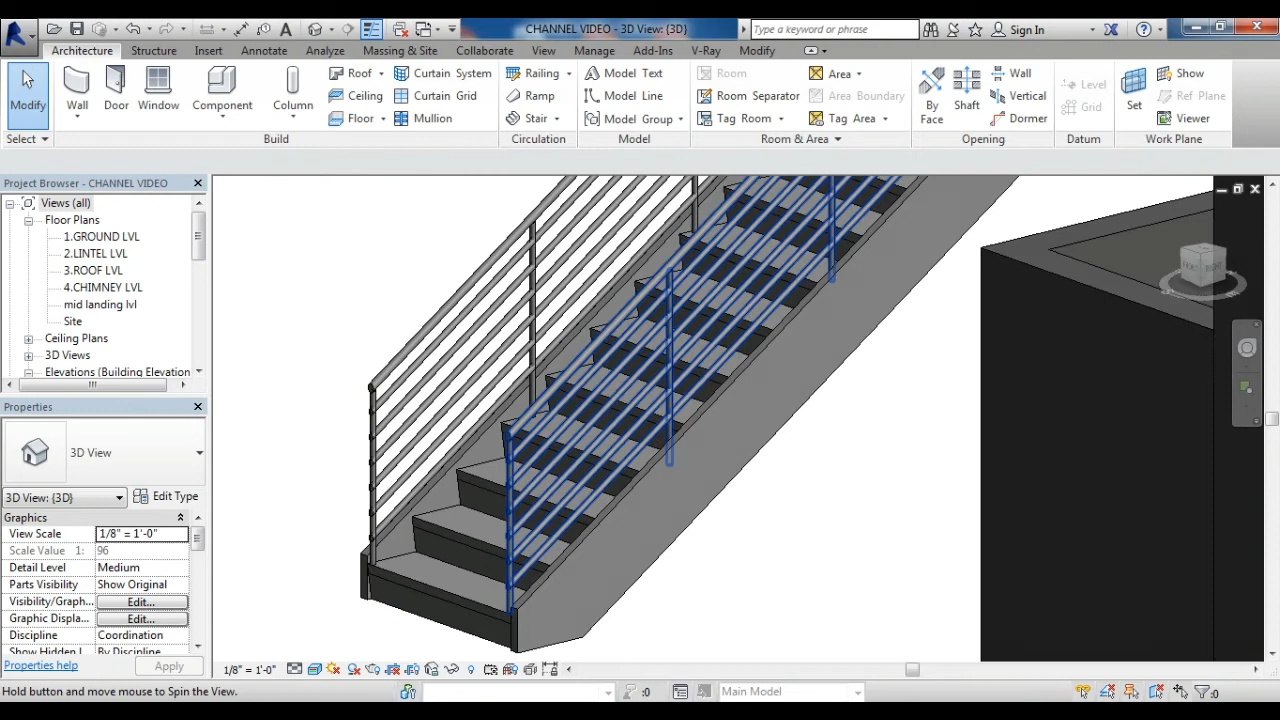 CHANNEL VIDEO - 3D View: {3D}
Type a keyword or phrase
Sign In
Architecture Structure Insert Annotate Analyze Massing & Site Collaborate View Manage Add-Ins V-Ray Modify
Modify
Wall
Door
Window
Component
Column
Roof
Ceiling
Floor
Curtain System
Curtain Grid
Mullion
Railing
Ramp
Stair
Model Text
Model Line
Model Group
Room
Room Separator
Tag Room
Area
Area Boundary
Tag Area
By
Face
Shaft
Wall
Vertical
Dormer
Level
Grid
Set
Show
Ref Plane
Viewer
Select Build Circulation Model Room & Area Opening Datum Work Plane
Project Browser - CHANNEL VIDEO
Views (all)
Floor Plans
1.GROUND LVL
2.LINTEL LVL
3.ROOF LVL
4.CHIMNEY LVL
mid landing lvl
Site
Ceiling Plans
3D Views
Elevations (Building Elevation
Properties
3D View
3D View: {3D} Edit Type
Graphics
View Scale 1/8" = 1'-0"
Scale Value 1: 96
Detail Level Medium
Parts Visibility Show Original
Visibility/Graph... Edit...
Graphic Displa... Edit...
Discipline Coordination
Show Hidden L... By Discipline
Properties help Apply
1/8" = 1'-0"
Hold button and move mouse to Spin the View.
:0
Main Model
:0
RIGHT